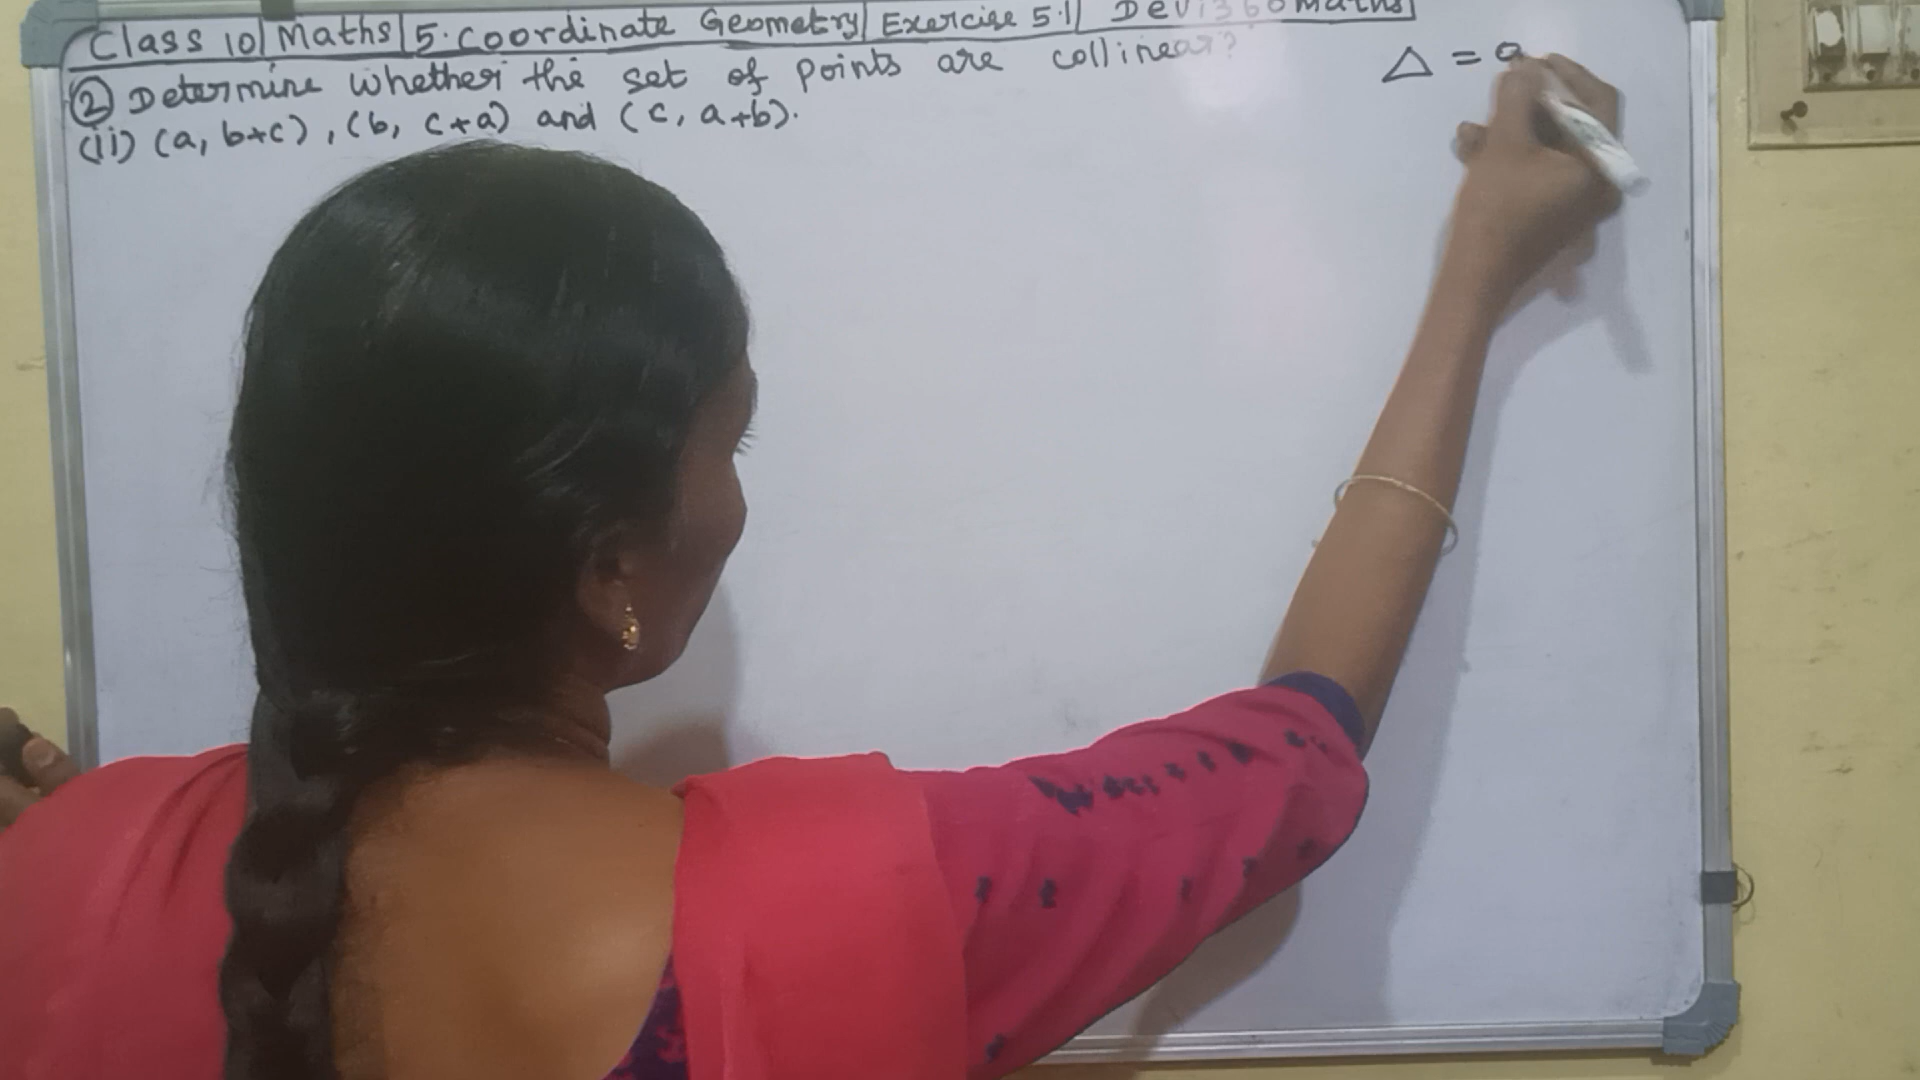 Class 10 | Maths | 5. Coordinate Geometry | Exercise 5.1 | Devi360Maths |
② Determine whether the set of points are collinear?
(ii) (a, b+c), (b, c+a) and (c, a+b).
△ =